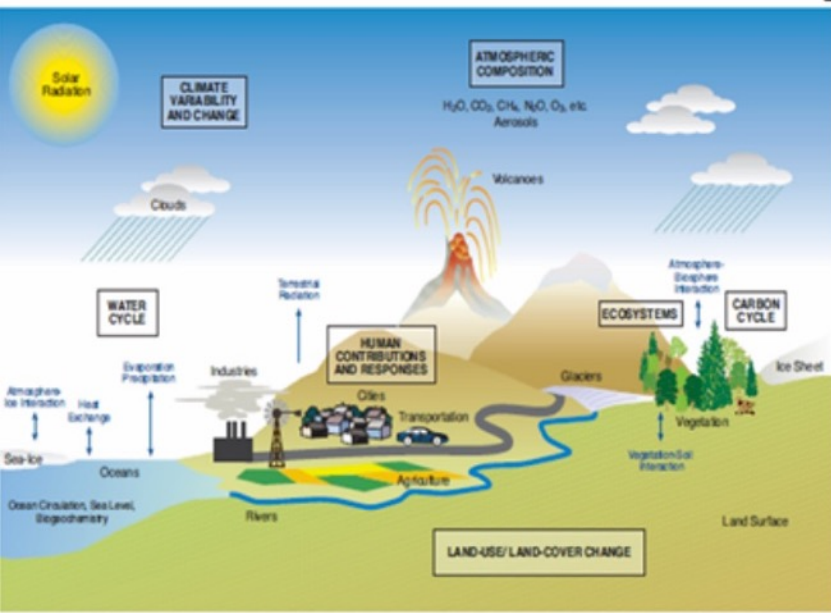 Solar
Radiation
CLIMATE
VARIABILITY
AND CHANGE
ATMOSPHERIC
COMPOSITION
H₂O, CO₂, CH₄, N₂O, O₃, etc.
Aerosols
Volcanoes
Clouds
Terrestrial
Radiation
Atmosphere-
Biosphere
Interaction
WATER
CYCLE
ECOSYSTEMS
CARBON
CYCLE
HUMAN
CONTRIBUTIONS
AND RESPONSES
Evaporation
Precipitation
Industries
Glaciers
Ice Sheet
Atmosphere-
Ice Interaction
Heat
Exchange
Cities
Transportation
Vegetation
Sea-Ice
Oceans
Agriculture
Vegetation-Soil
Interaction
Ocean Circulation, Sea Level,
Biogeochemistry
Rivers
Land Surface
LAND-USE/ LAND-COVER CHANGE